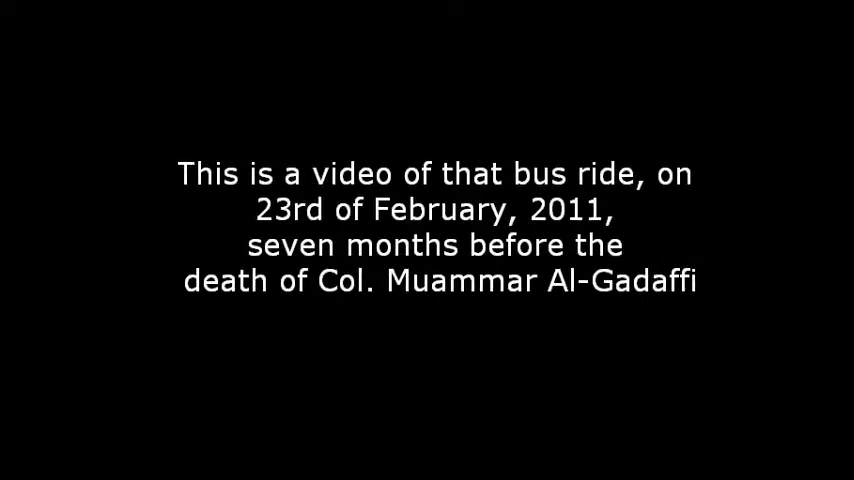 This is a video of that bus ride, on
23rd of February, 2011,
seven months before the
death of Col. Muammar Al-Gadaffi